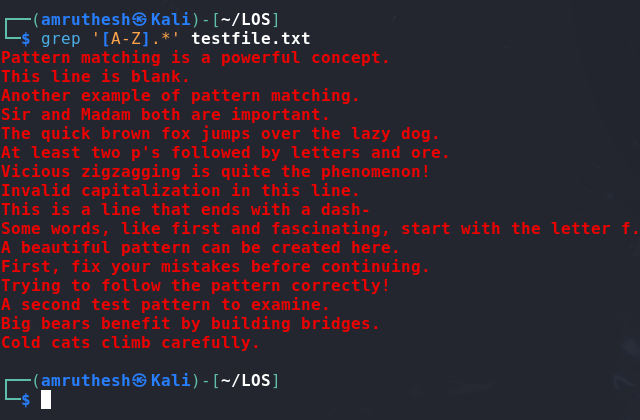 ┌──(amruthesh㉿Kali)-[~/LOS]
└─$ grep '[A-Z].*' testfile.txt
Pattern matching is a powerful concept.
This line is blank.
Another example of pattern matching.
Sir and Madam both are important.
The quick brown fox jumps over the lazy dog.
At least two p's followed by letters and ore.
Vicious zigzagging is quite the phenomenon!
Invalid capitalization in this line.
This is a line that ends with a dash-
Some words, like first and fascinating, start with the letter f.
A beautiful pattern can be created here.
First, fix your mistakes before continuing.
Trying to follow the pattern correctly!
A second test pattern to examine.
Big bears benefit by building bridges.
Cold cats climb carefully.
┌──(amruthesh㉿Kali)-[~/LOS]
└─$